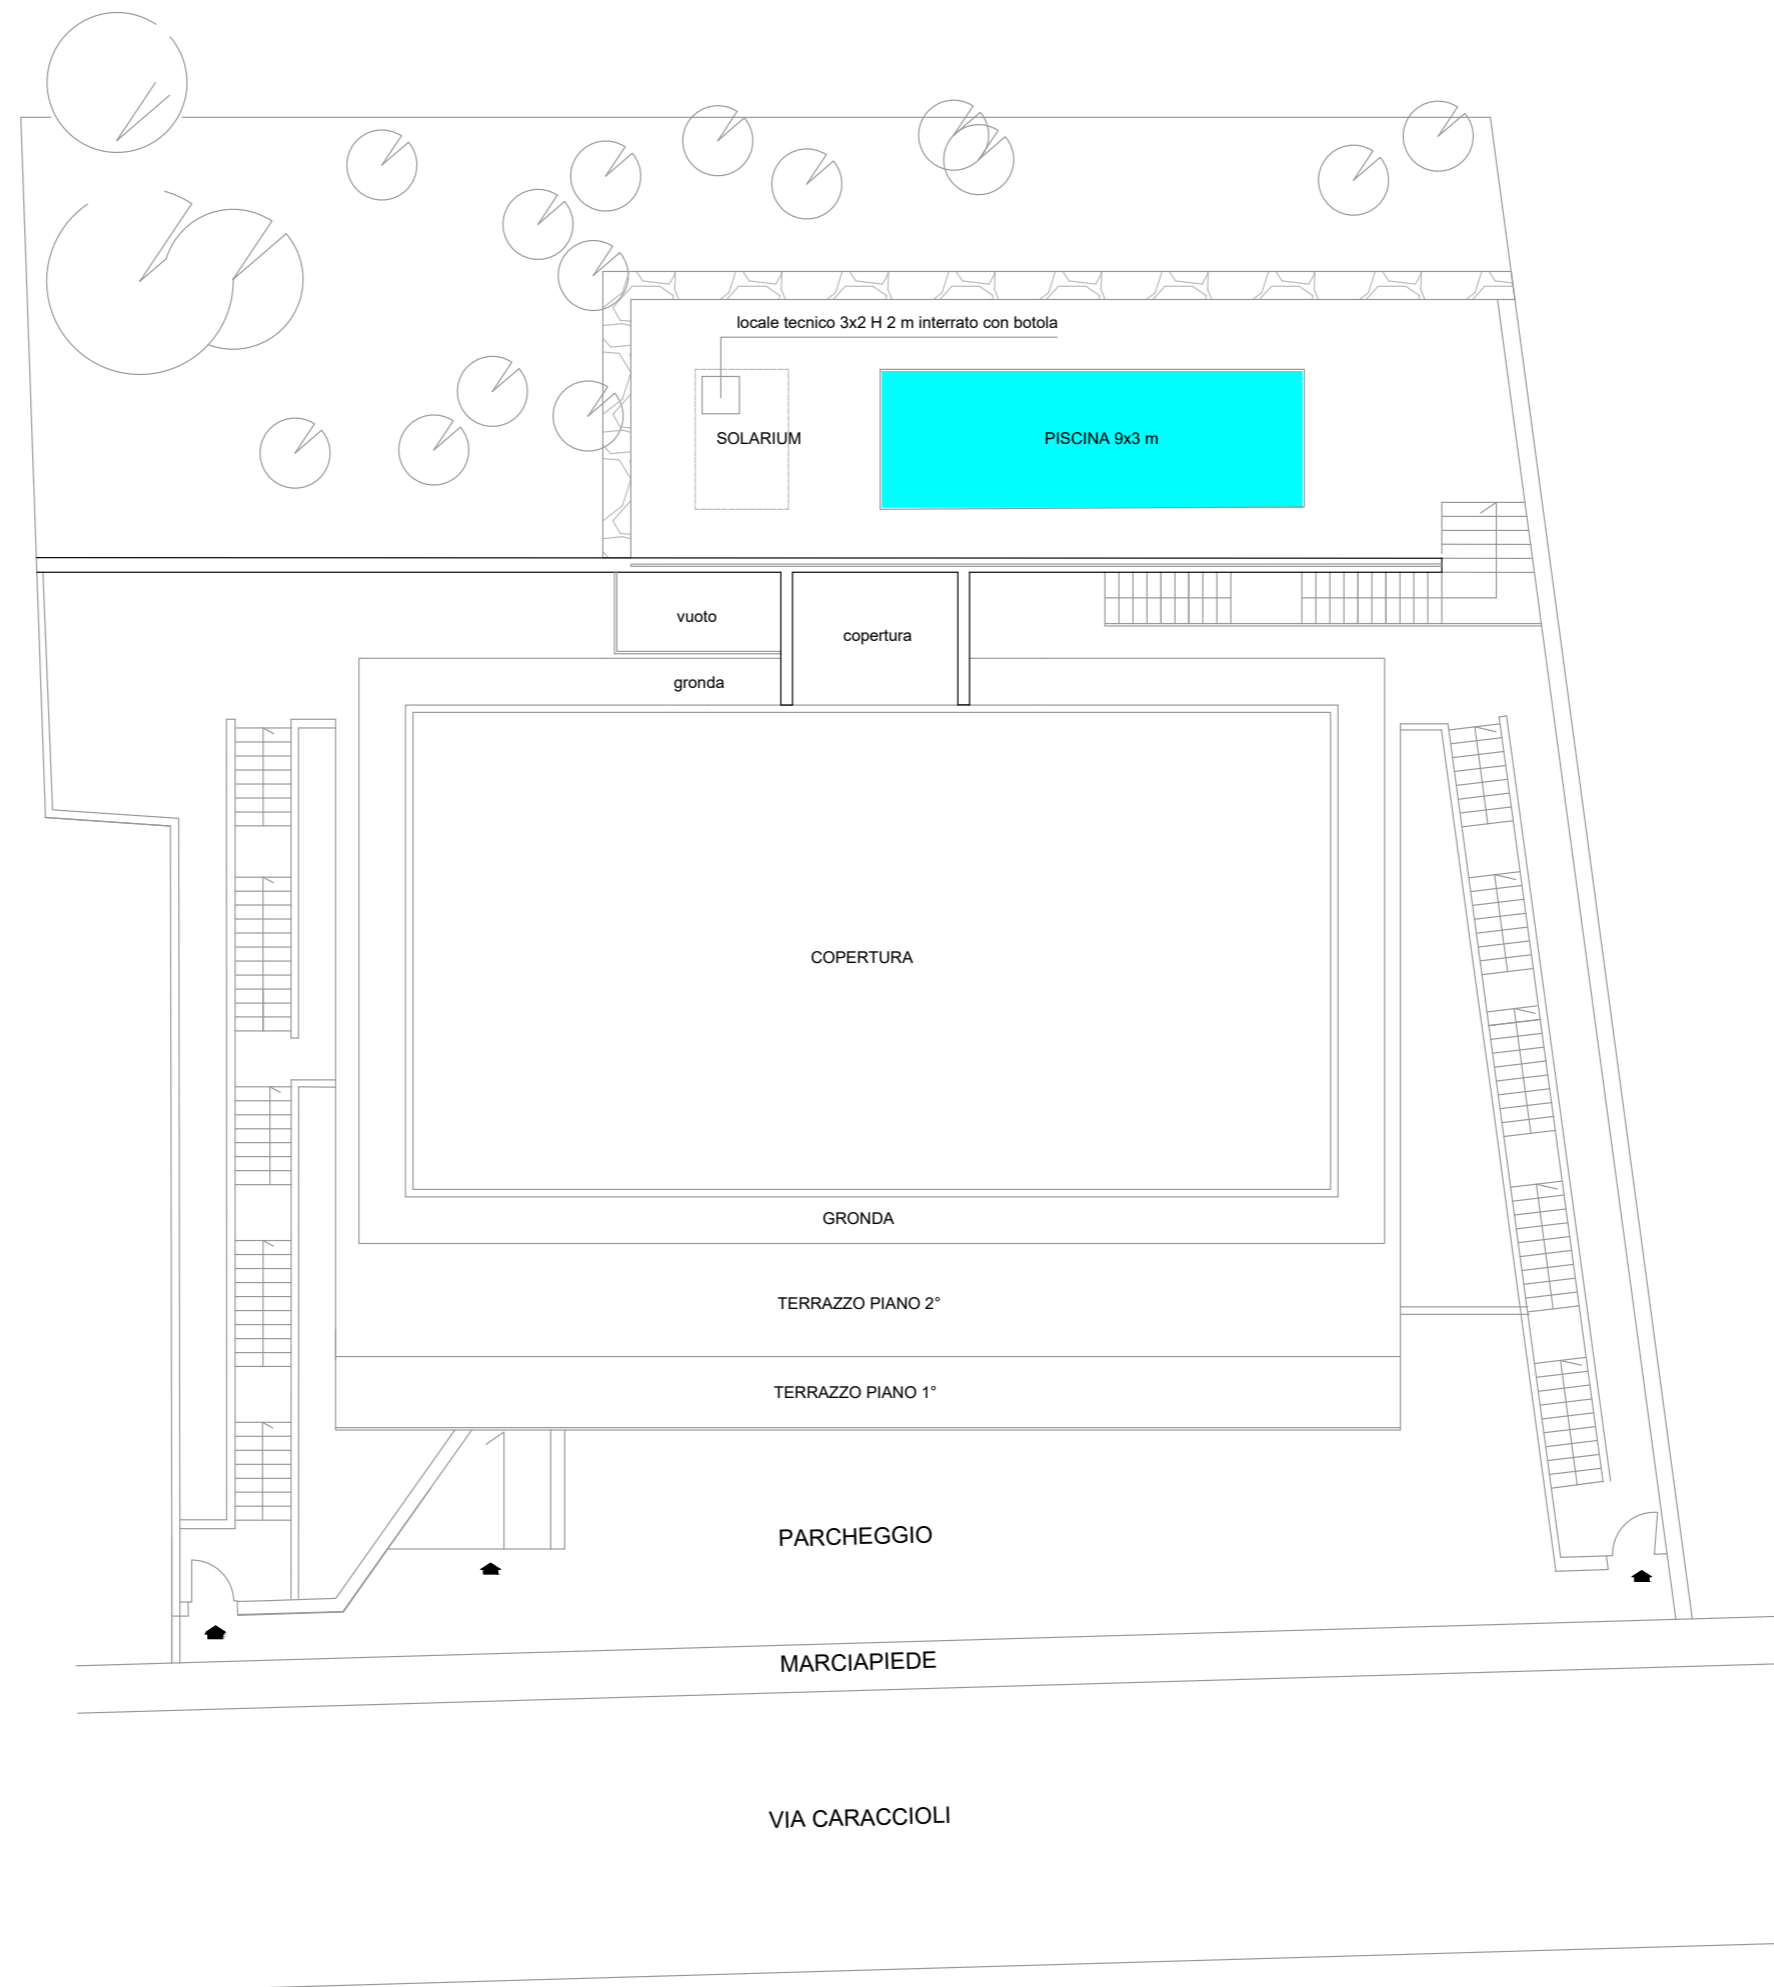 locale tecnico 3x2 H 2 m interrato con botola
SOLARIUM
PISCINA 9x3 m
vuoto
copertura
gronda
COPERTURA
GRONDA
TERRAZZO PIANO 2°
TERRAZZO PIANO 1°
PARCHEGGIO
MARCIAPIEDE
VIA CARACCIOLI